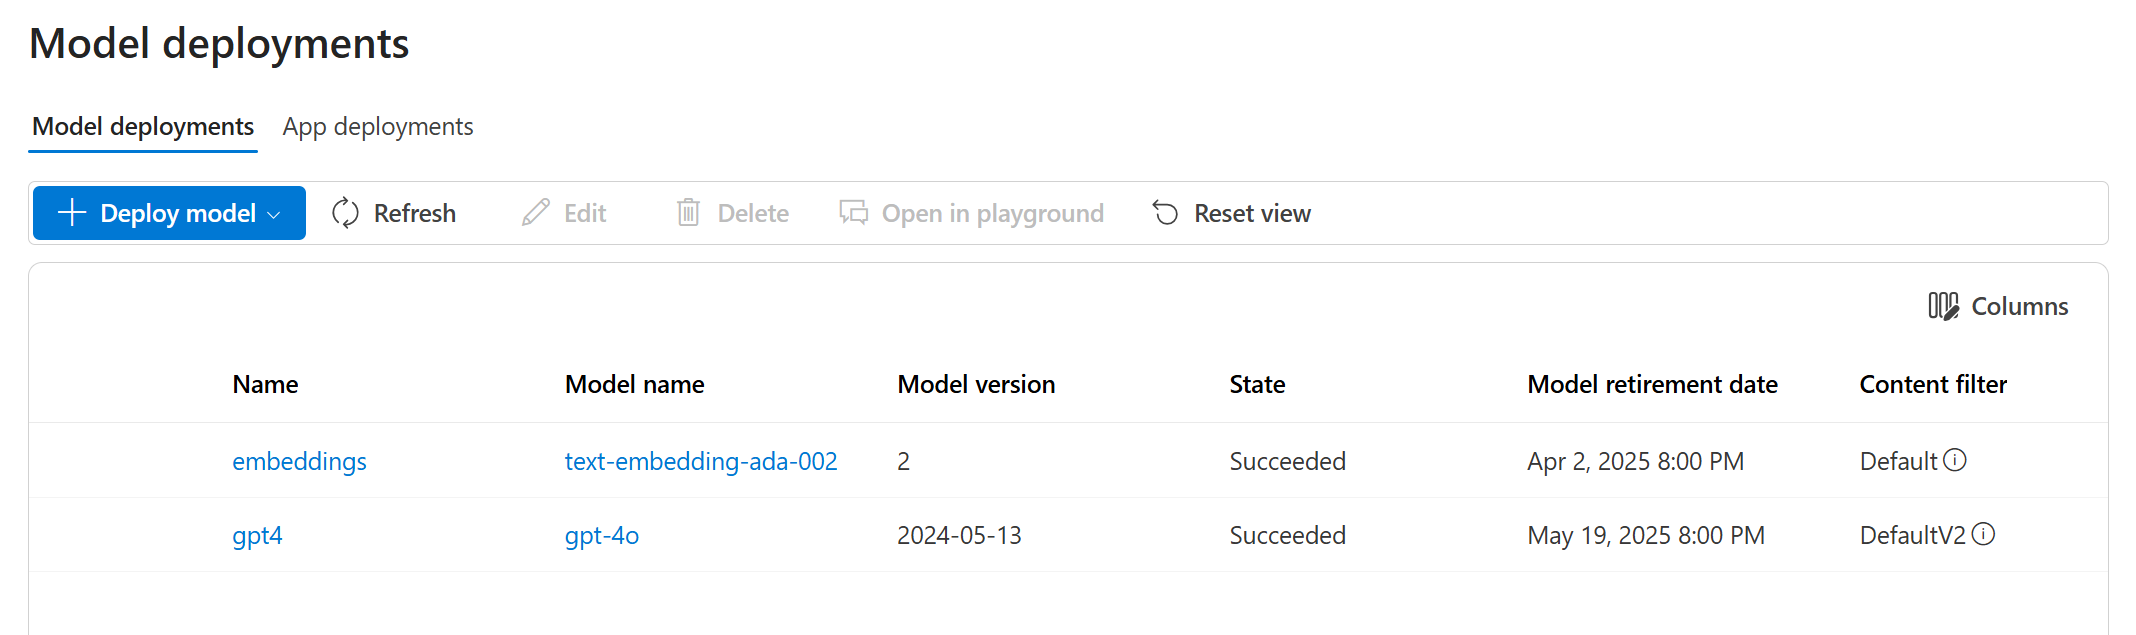 Model deployments
Model deployments App deployments
Deploy model Refresh Edit Delete Open in playground Reset view
Columns
Name Model name Model version State Model retirement date Content filter
embeddings text-embedding-ada-002 2 Succeeded Apr 2, 2025 8:00 PM Default
gpt4 gpt-4o 2024-05-13 Succeeded May 19, 2025 8:00 PM DefaultV2